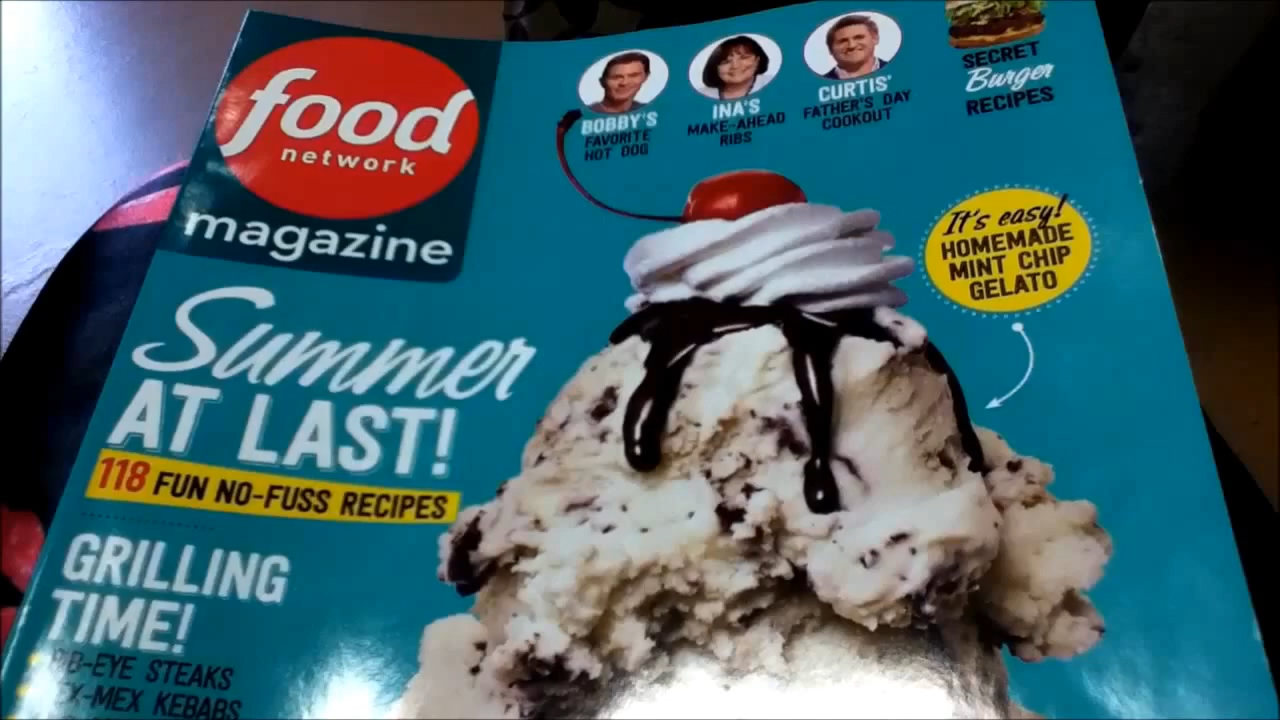 food
network
magazine
BOBBY'S
FAVORITE
HOT DOG
INA'S
MAKE-AHEAD
RIBS
CURTIS'
FATHER'S DAY
COOKOUT
SECRET
Burger
RECIPES
It's easy!
HOMEMADE
MINT CHIP
GELATO
Summer
AT LAST!
118 FUN NO-FUSS RECIPES
GRILLING
TIME!
STEAKS
KEBABS